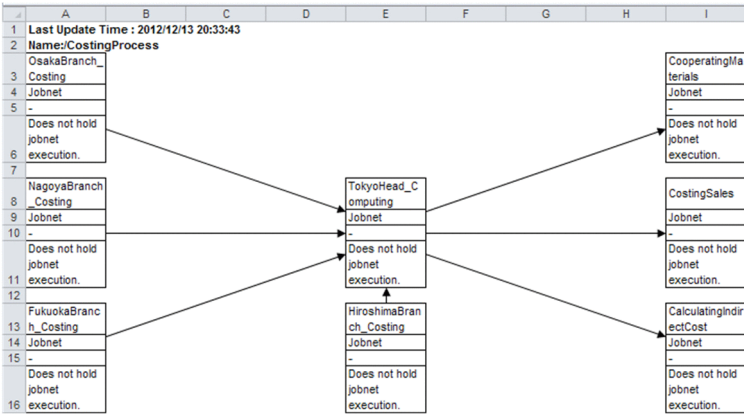 A B C D E F G H I
1 Last Update Time : 2012/12/13 20:33:43
2 Name:/CostingProcess
OsakaBranch_ CooperatingMa
3 Costing terials
4 Jobnet Jobnet
5 - -
Does not hold Does not hold
jobnet jobnet
6 execution. execution.
7
NagoyaBranch TokyoHead_C
8 _Costing omputing CostingSales
9 Jobnet Jobnet Jobnet
10 - - -
Does not hold Does not hold Does not hold
jobnet jobnet jobnet
11 execution. execution. execution.
12
FukuokaBranc HiroshimaBran CalculatingIndir
13 h_Costing ch_Costing ectCost
14 Jobnet Jobnet Jobnet
15 - - -
Does not hold Does not hold Does not hold
jobnet jobnet jobnet
16 execution. execution. execution.